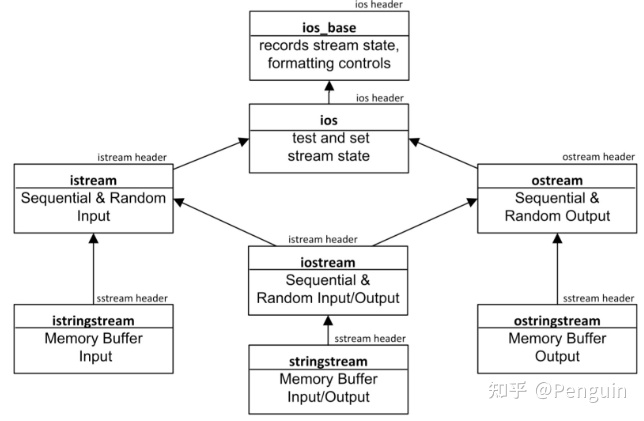 ios header
ios_base
records stream state,
formatting controls
ios header
ios
test and set
stream state
istream header
istream
Sequential & Random
Input
ostream header
ostream
Sequential &
Random Output
istream header
iostream
Sequential &
Random Input/Output
sstream header
istringstream
Memory Buffer
Input
sstream header
stringstream
Memory Buffer
Input/Output
sstream header
ostringstream
Memory Buffer
Output
知乎 @Penguin